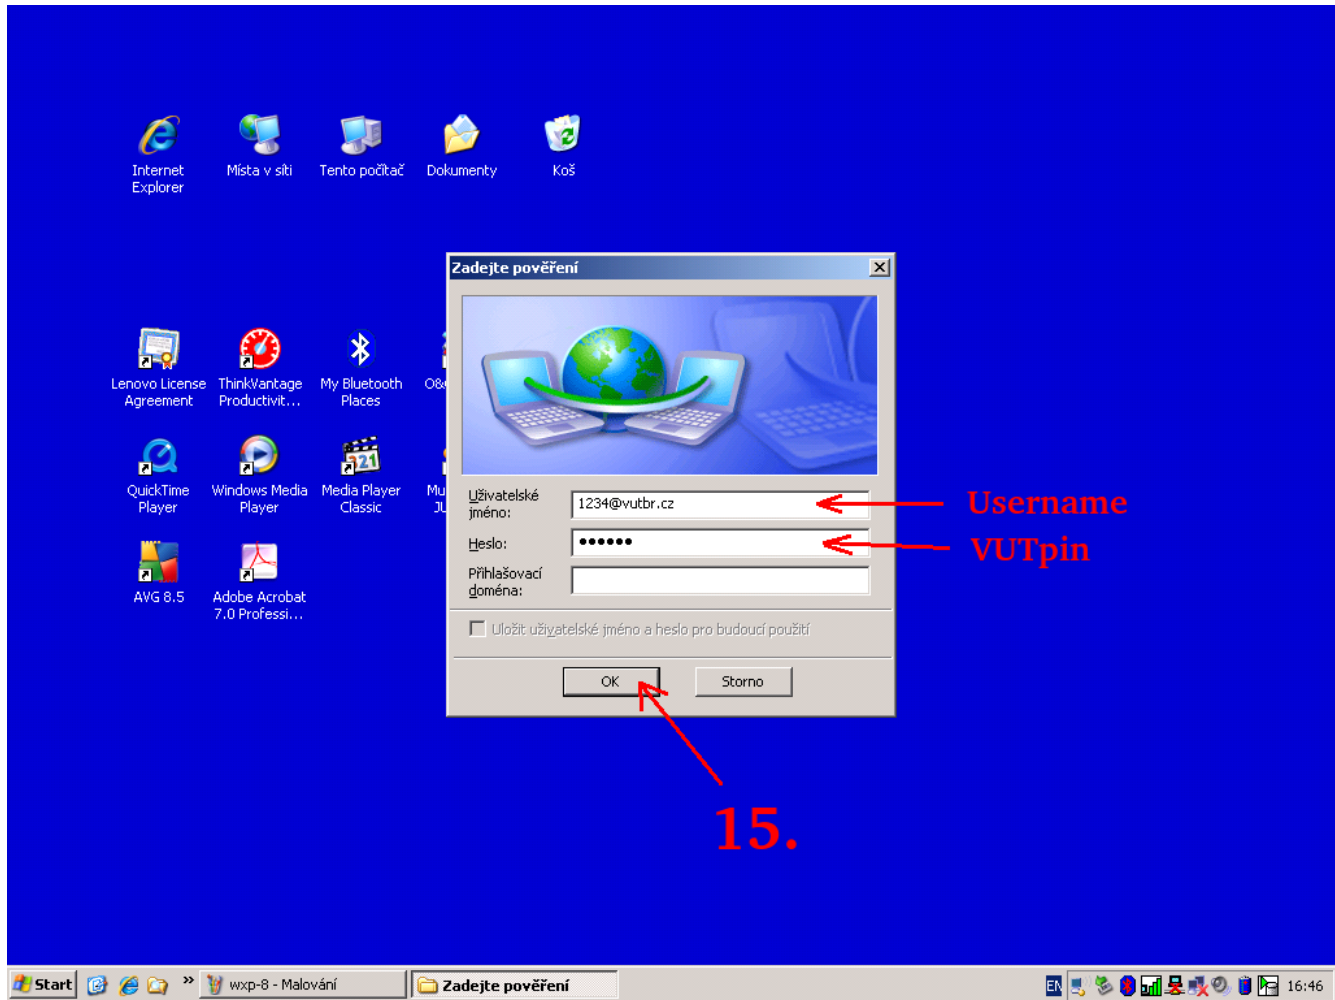 Internet
Explorer
Místa v síti
Tento počítač
Dokumenty
Koš
Zadejte pověření
Lenovo License
Agreement
ThinkVantage
Productivit...
My Bluetooth
Places
QuickTime
Player
Windows Media
Player
321
Media Player
Classic
AVG 8.5
Adobe Acrobat
7.0 Professi...
Uživatelské
jméno:
1234@vutbr.cz
Username
Heslo:
••••••
VUTpin
Přihlašovací
doména:
Uložit uživatelské jméno a heslo pro budoucí použití
OK
Storno
15.
Start
»
wxp-8 - Malování
Zadejte pověření
EN
16:46